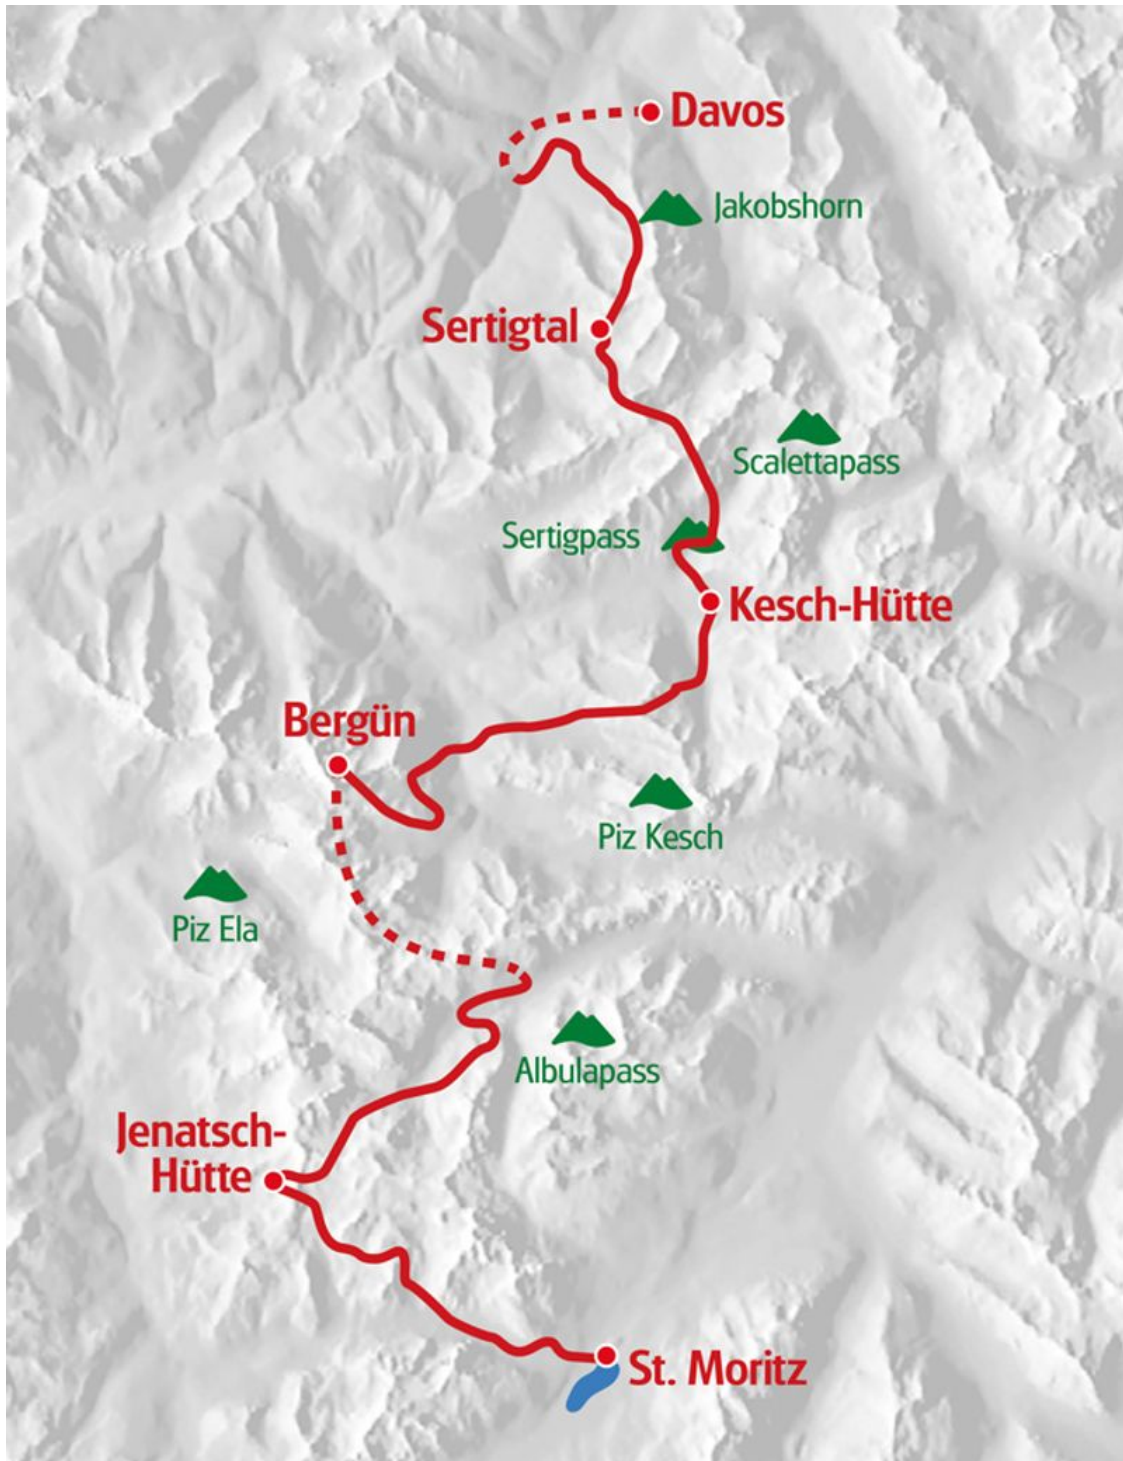 Davos
Jakobshorn
Sertigtal
Scalettapass
Sertigpass
Kesch-Hütte
Bergün
Piz Kesch
Piz Ela
Albulapass
Jenatsch-
Hütte
St. Moritz